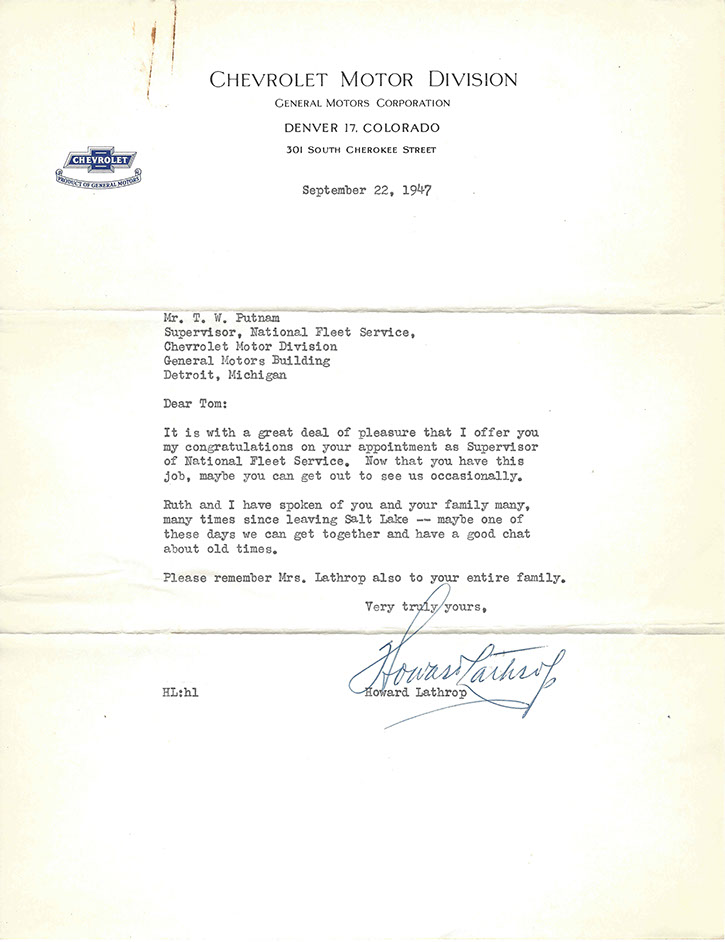 CHEVROLET MOTOR DIVISION
GENERAL MOTORS CORPORATION
DENVER 17, COLORADO
301 SOUTH CHEROKEE STREET
CHEVROLET
PRODUCT OF GENERAL MOTORS
September 22, 1947
Mr. T. W. Putnam
Supervisor, National Fleet Service,
Chevrolet Motor Division
General Motors Building
Detroit, Michigan
Dear Tom:
It is with a great deal of pleasure that I offer you
my congratulations on your appointment as Supervisor
of National Fleet Service. Now that you have this
job, maybe you can get out to see us occasionally.
Ruth and I have spoken of you and your family many,
many times since leaving Salt Lake -- maybe one of
these days we can get together and have a good chat
about old times.
Please remember Mrs. Lathrop also to your entire family.
Very truly yours,
Howard Lathrop
Howard Lathrop
HL:hl